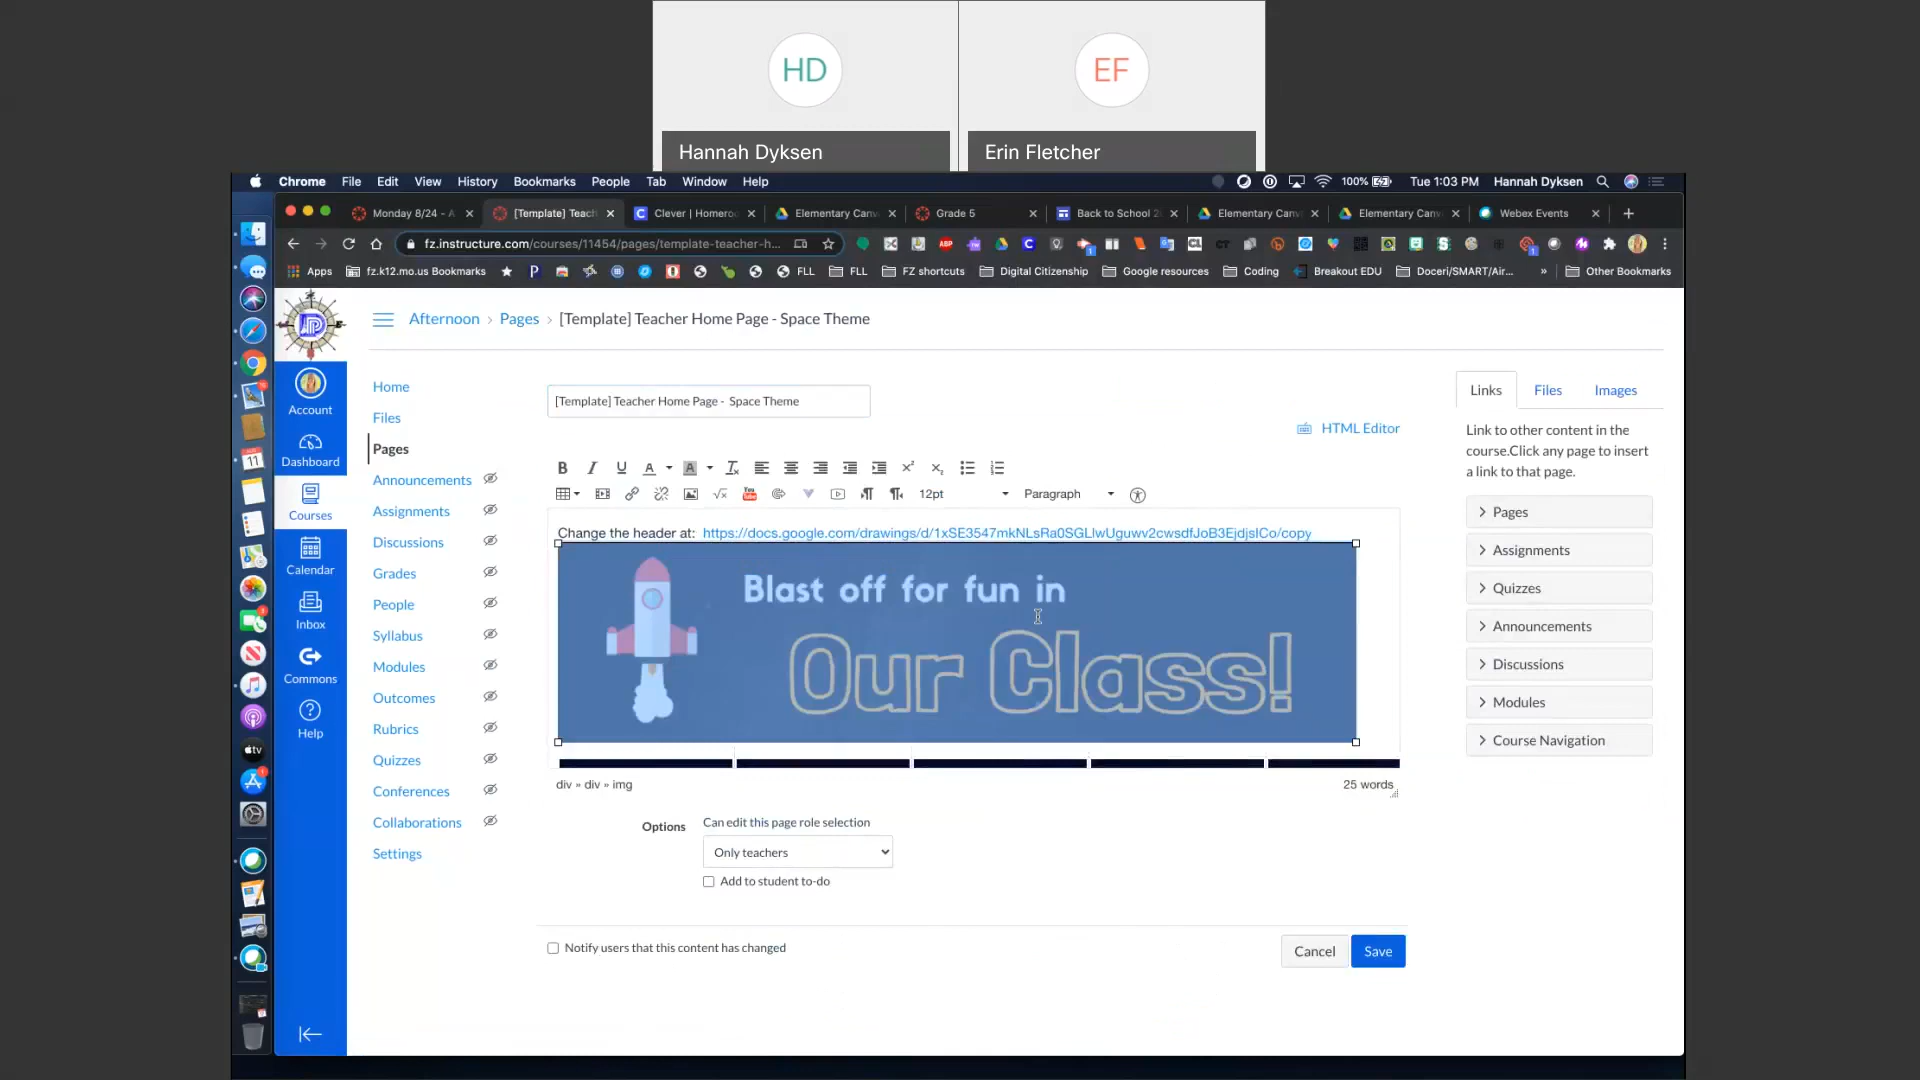 HD
EF
Hannah Dyksen
Erin Fletcher
Chrome File Edit View History Bookmarks People Tab Window Help
100%
Tue 1:03 PM Hannah Dyksen
Monday 8/24 - A
[Template] Teach
Clever | Homeroo
Elementary Canv
Grade 5
Back to School 2
Elementary Canv
Elementary Canv
Webex Events
fz.instructure.com/courses/11454/pages/template-teacher-h...
Apps
fz.k12.mo.us Bookmarks
FLL
FLL
FZ shortcuts
Digital Citizenship
Google resources
Coding
Breakout EDU
Doceri/SMART/Air...
»
Other Bookmarks
Afternoon › Pages › [Template] Teacher Home Page - Space Theme
Account
Dashboard
Courses
Calendar
Inbox
Commons
Help
Home
Files
Pages
Announcements
Assignments
Discussions
Grades
People
Syllabus
Modules
Outcomes
Rubrics
Quizzes
Conferences
Collaborations
Settings
[Template] Teacher Home Page - Space Theme
HTML Editor
12pt
Paragraph
Change the header at: https://docs.google.com/drawings/d/1xSE3547mkNLsRa0SGLlwUguwv2cwsdfJoB3EjdjsICo/copy
Blast off for fun in
Our Class!
div » div » img
25 words
Options
Can edit this page role selection
Only teachers
Add to student to-do
Notify users that this content has changed
Cancel
Save
Links
Files
Images
Link to other content in the
course.Click any page to insert
a link to that page.
Pages
Assignments
Quizzes
Announcements
Discussions
Modules
Course Navigation